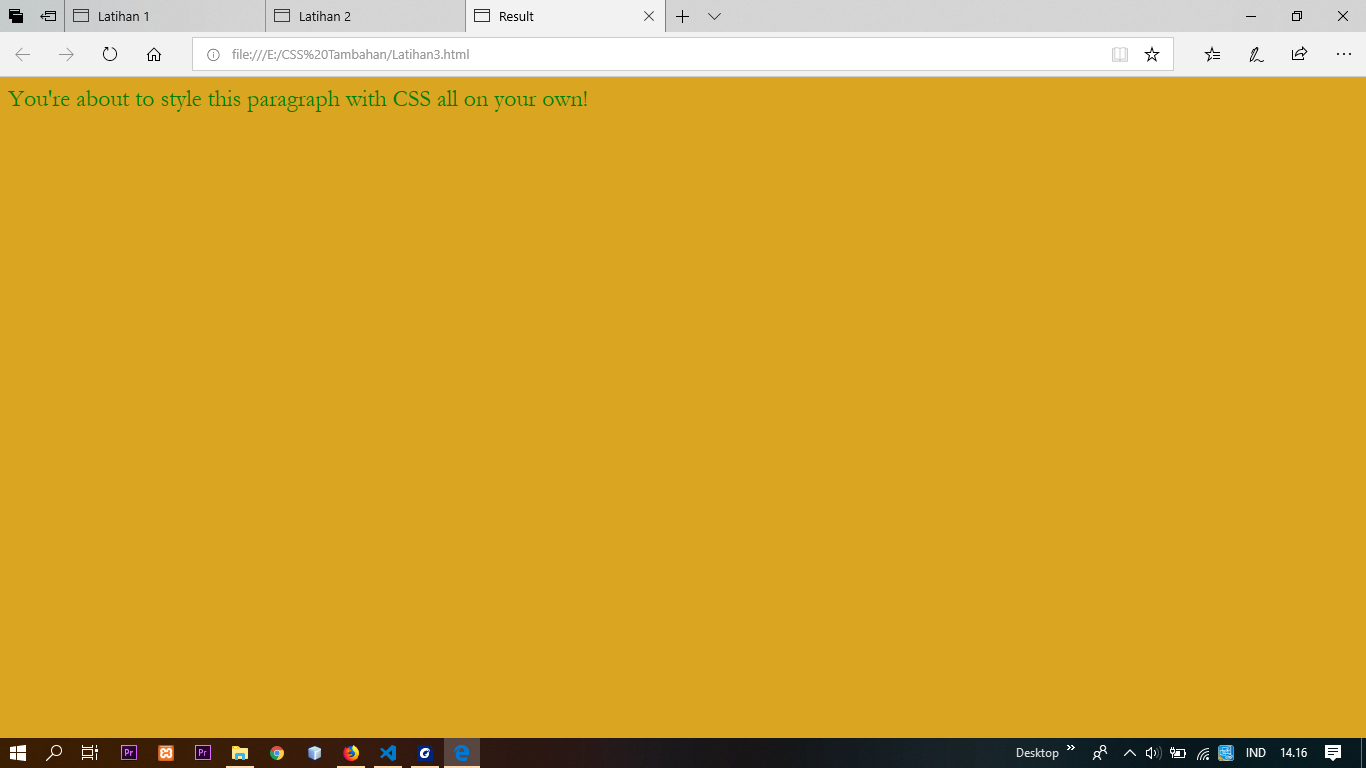 Latihan 1
Latihan 2
Result
file:///E:/CSS%20Tambahan/Latihan3.html
You're about to style this paragraph with CSS all on your own!
Pr
Pr
Desktop
IND
14.16